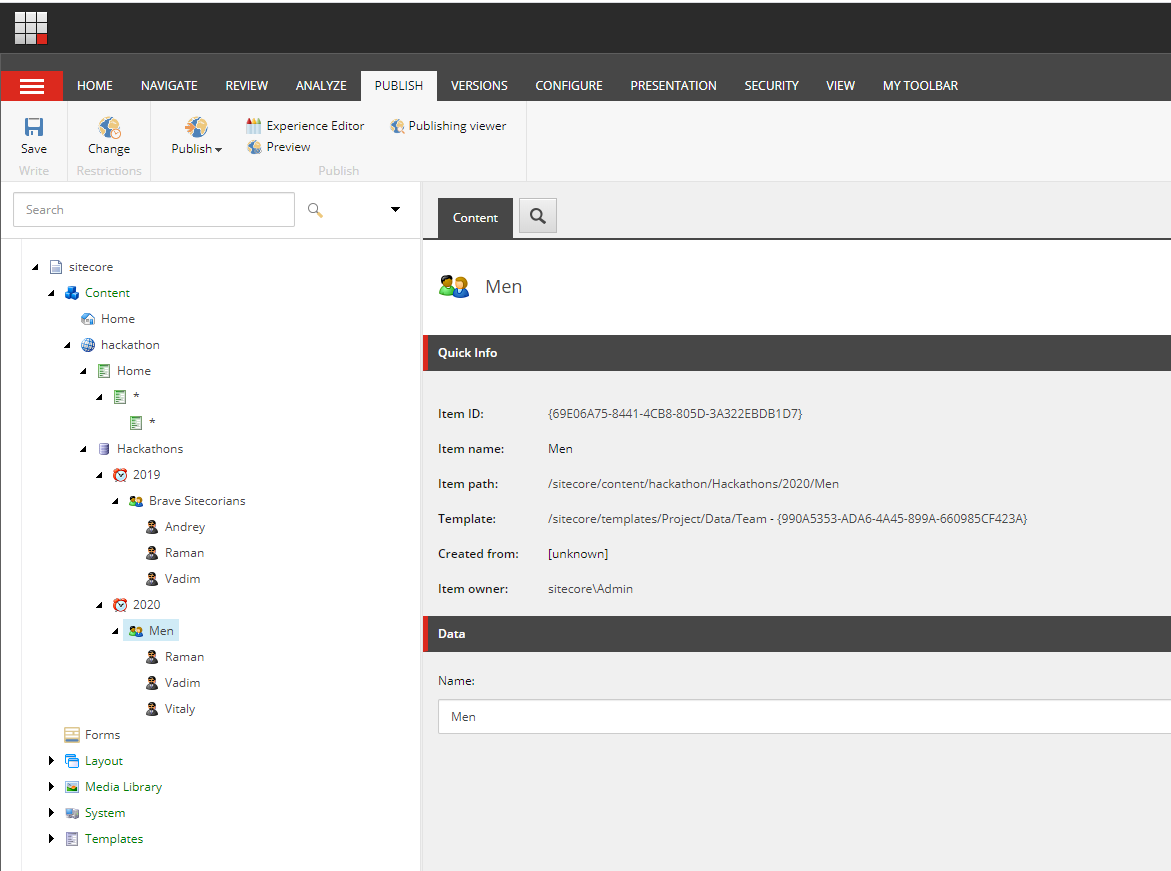 HOME NAVIGATE REVIEW ANALYZE PUBLISH VERSIONS CONFIGURE PRESENTATION SECURITY VIEW MY TOOLBAR
Save Change Publish Experience Editor Publishing viewer
Preview
Write Restrictions Publish
Search
Content
sitecore
Content
Home
hackathon
Home
*
*
Hackathons
2019
Brave Sitecorians
Andrey
Raman
Vadim
2020
Men
Raman
Vadim
Vitaly
Forms
Layout
Media Library
System
Templates
Men
Quick Info
Item ID: {69E06A75-8441-4CB8-805D-3A322EBDB1D7}
Item name: Men
Item path: /sitecore/content/hackathon/Hackathons/2020/Men
Template: /sitecore/templates/Project/Data/Team - {990A5353-ADA6-4A45-899A-660985CF423A}
Created from: [unknown]
Item owner: sitecore\Admin
Data
Name:
Men